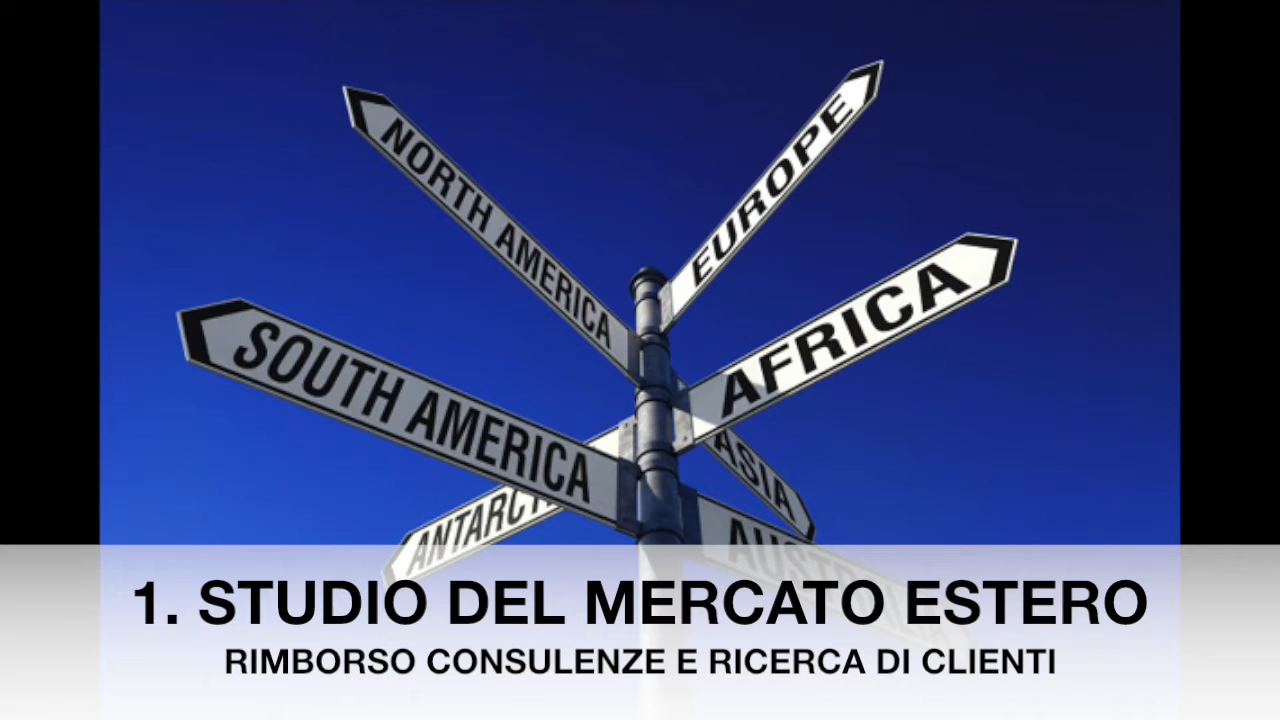 NORTH AMERICA
EUROPE
AFRICA
SOUTH AMERICA
ASIA
1. STUDIO DEL MERCATO ESTERO
RIMBORSO CONSULENZE E RICERCA DI CLIENTI